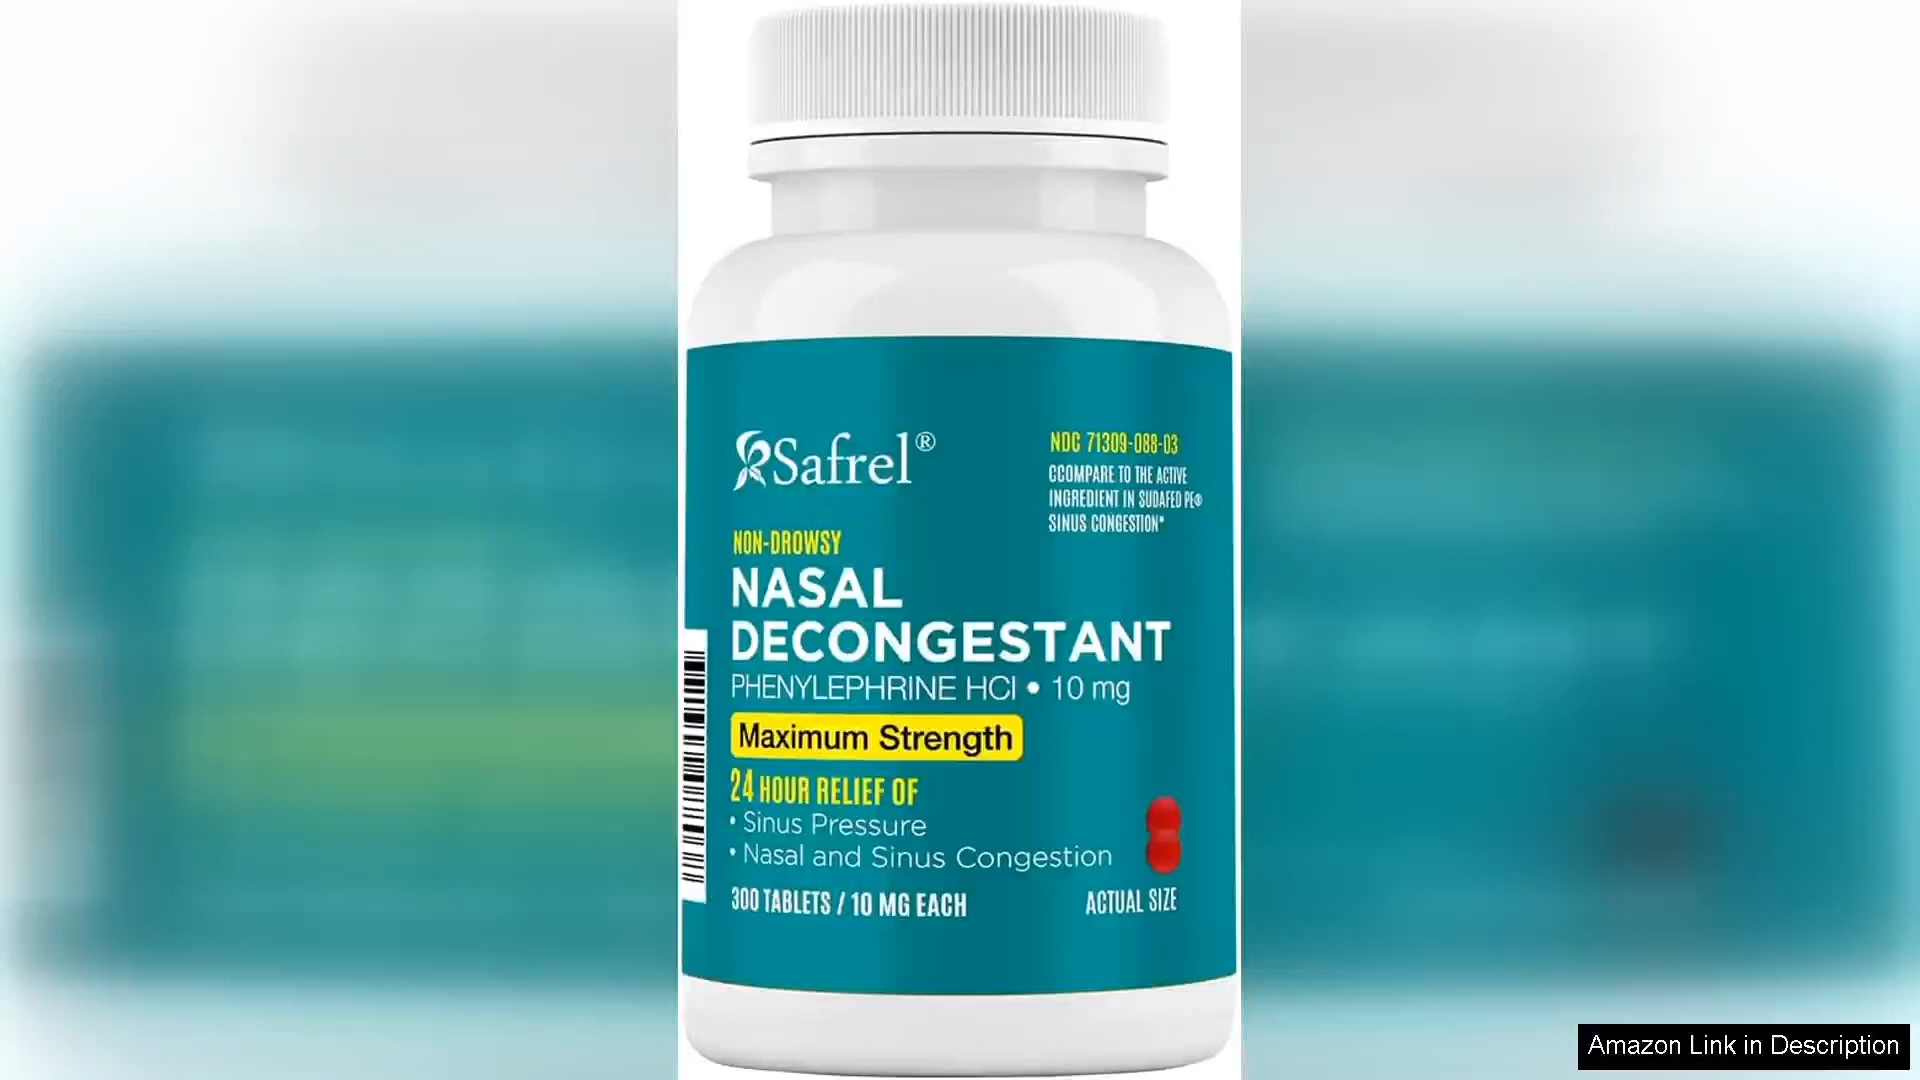 Safrel®
NDC 71309-088-03
CCOMPARE TO THE ACTIVE
INGREDIENT IN SUDAFED PE®
SINUS CONGESTION*
NON-DROWSY
NASAL
DECONGESTANT
PHENYLEPHRINE HCl • 10 mg
Maximum Strength
24 HOUR RELIEF OF
• Sinus Pressure
• Nasal and Sinus Congestion
300 TABLETS / 10 MG EACH
ACTUAL SIZE
Amazon Link in Description